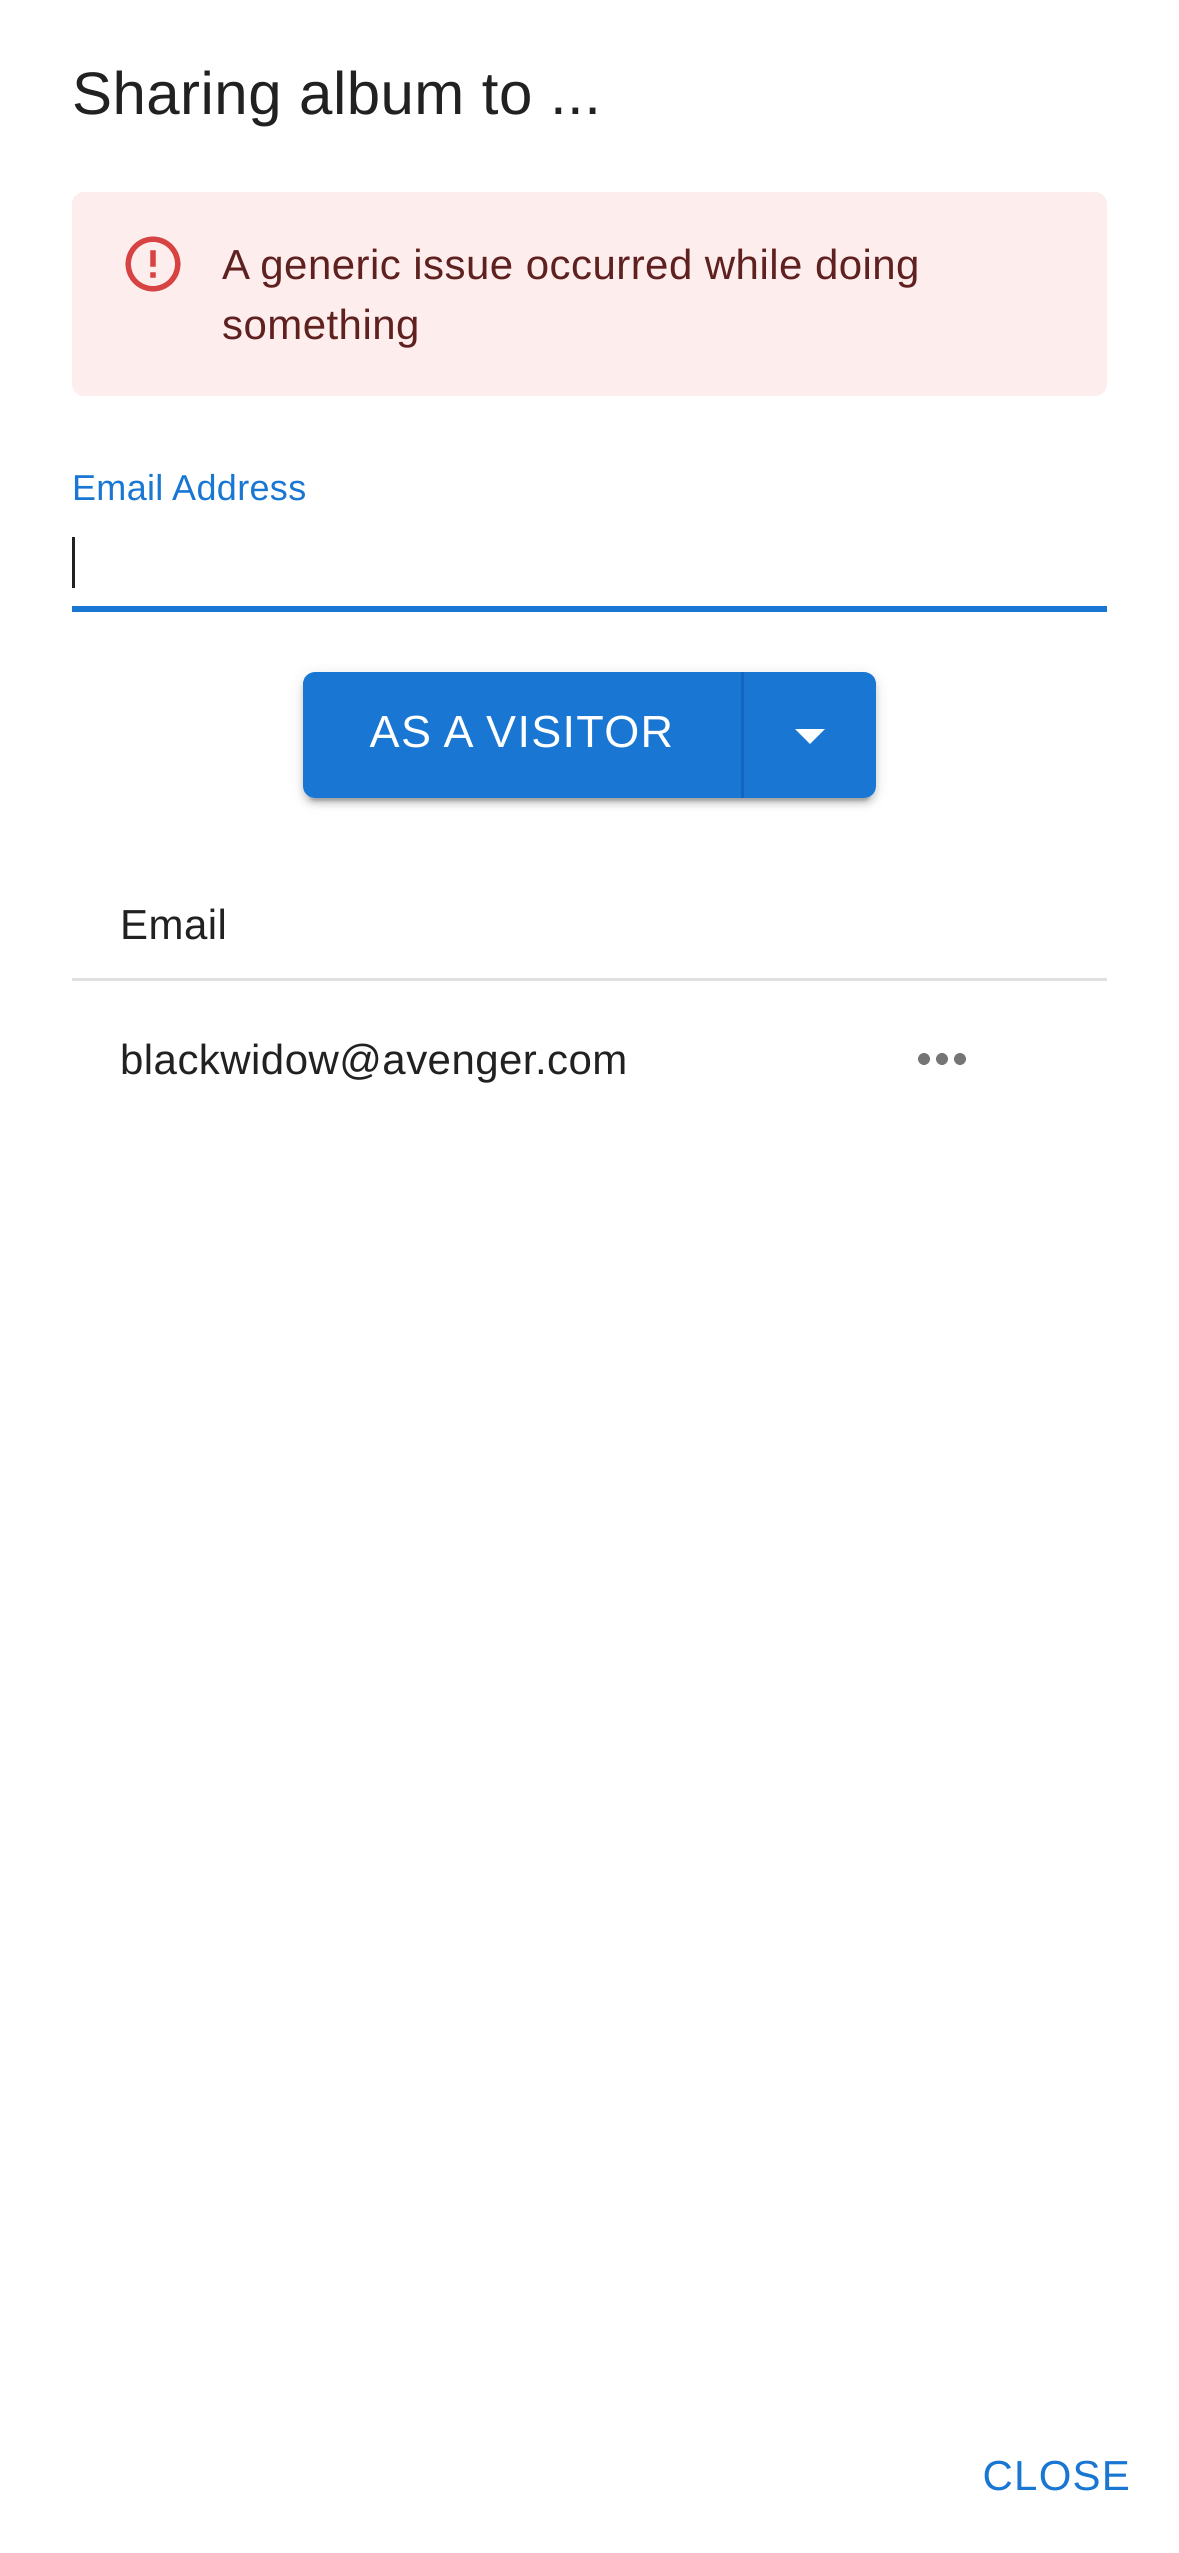 Sharing album to ...
A generic issue occurred while doing
something
Email Address
AS A VISITOR
Email
blackwidow@avenger.com
CLOSE